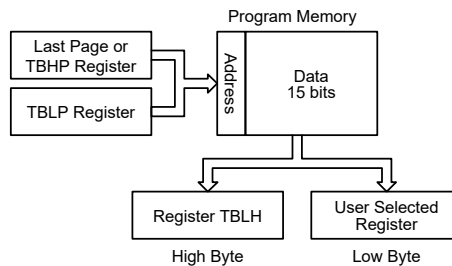 Program Memory
Last Page or
TBHP Register
TBLP Register
Address
Data
15 bits
Register TBLH
User Selected
Register
High Byte
Low Byte